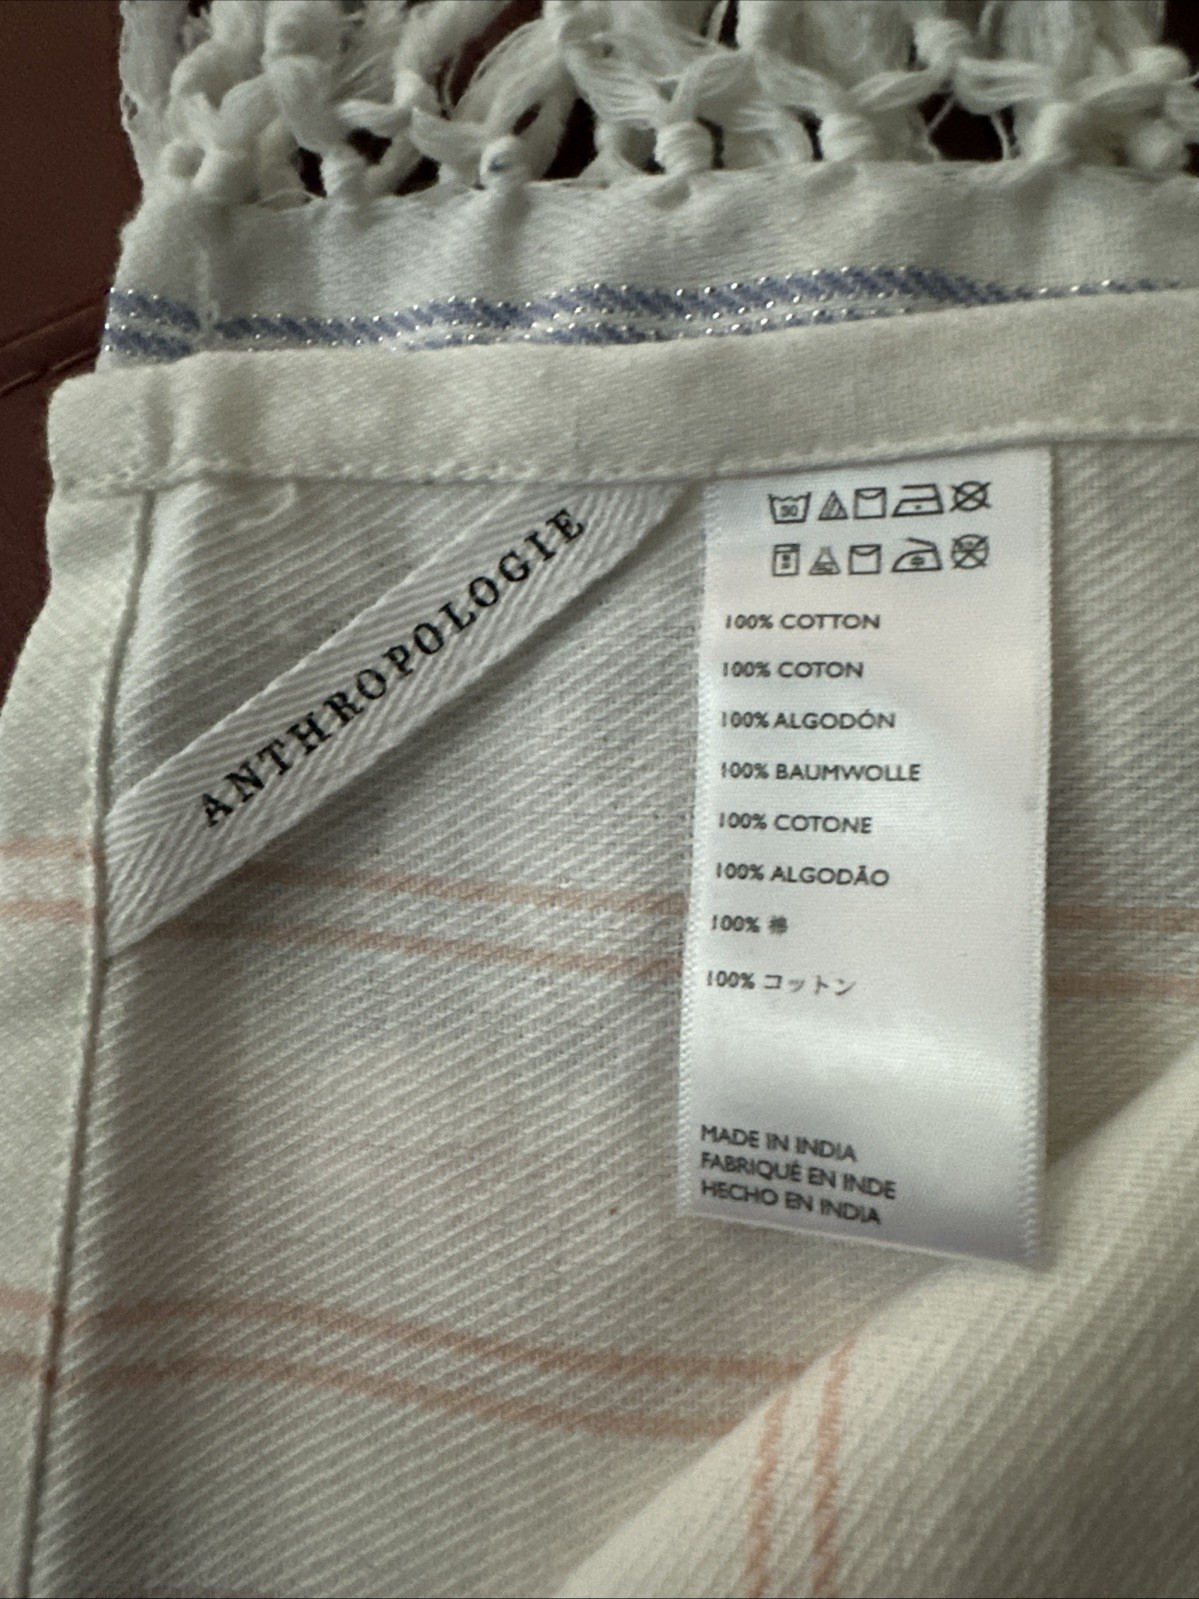 ANTHROPOLOGIE
30
100% COTTON
100% COTON
100% ALGODÓN
100% BAUMWOLLE
100% COTONE
100% ALGODÃO
100% 棉
100% コットン
MADE IN INDIA
FABRIQUÉ EN INDE
HECHO EN INDIA